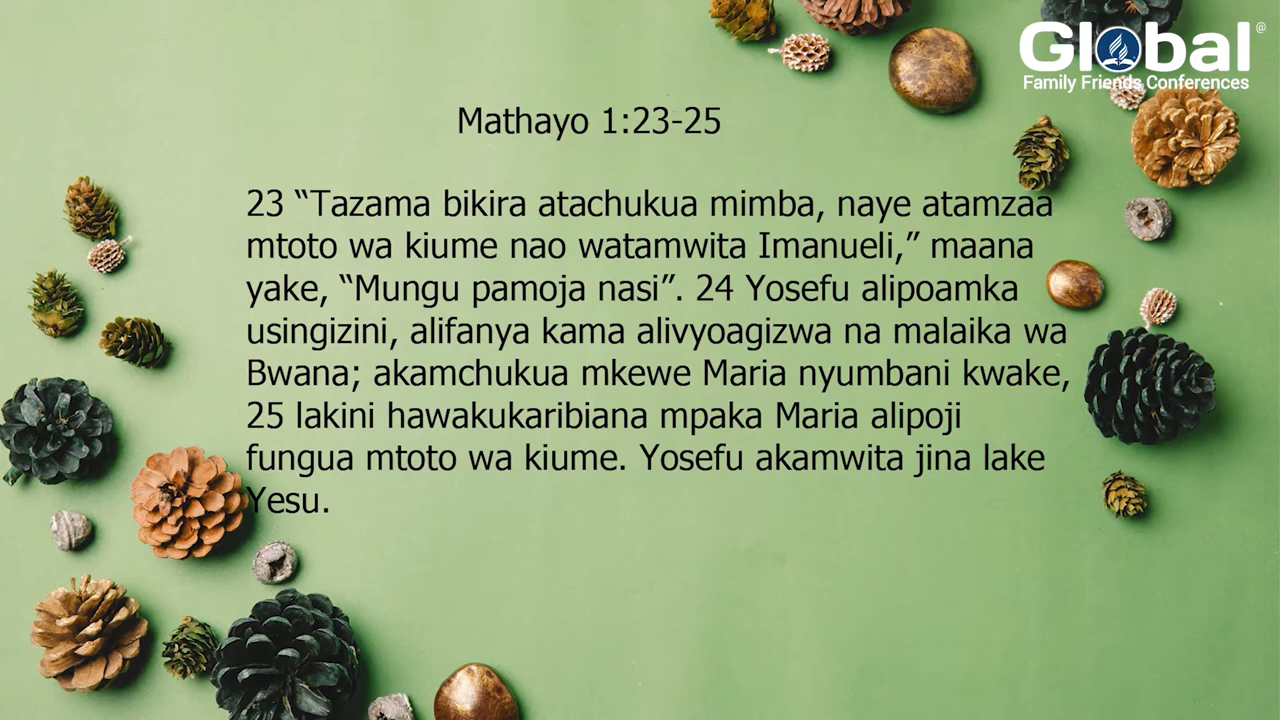 Global@
Family Friends Conferences
Mathayo 1:23-25
23 “Tazama bikira atachukua mimba, naye atamzaa
mtoto wa kiume nao watamwita Imanueli,” maana
yake, “Mungu pamoja nasi”. 24 Yosefu alipoamka
usingizini, alifanya kama alivyoagizwa na malaika wa
Bwana; akamchukua mkewe Maria nyumbani kwake,
25 lakini hawakukaribiana mpaka Maria alipoji
fungua mtoto wa kiume. Yosefu akamwita jina lake
Yesu.